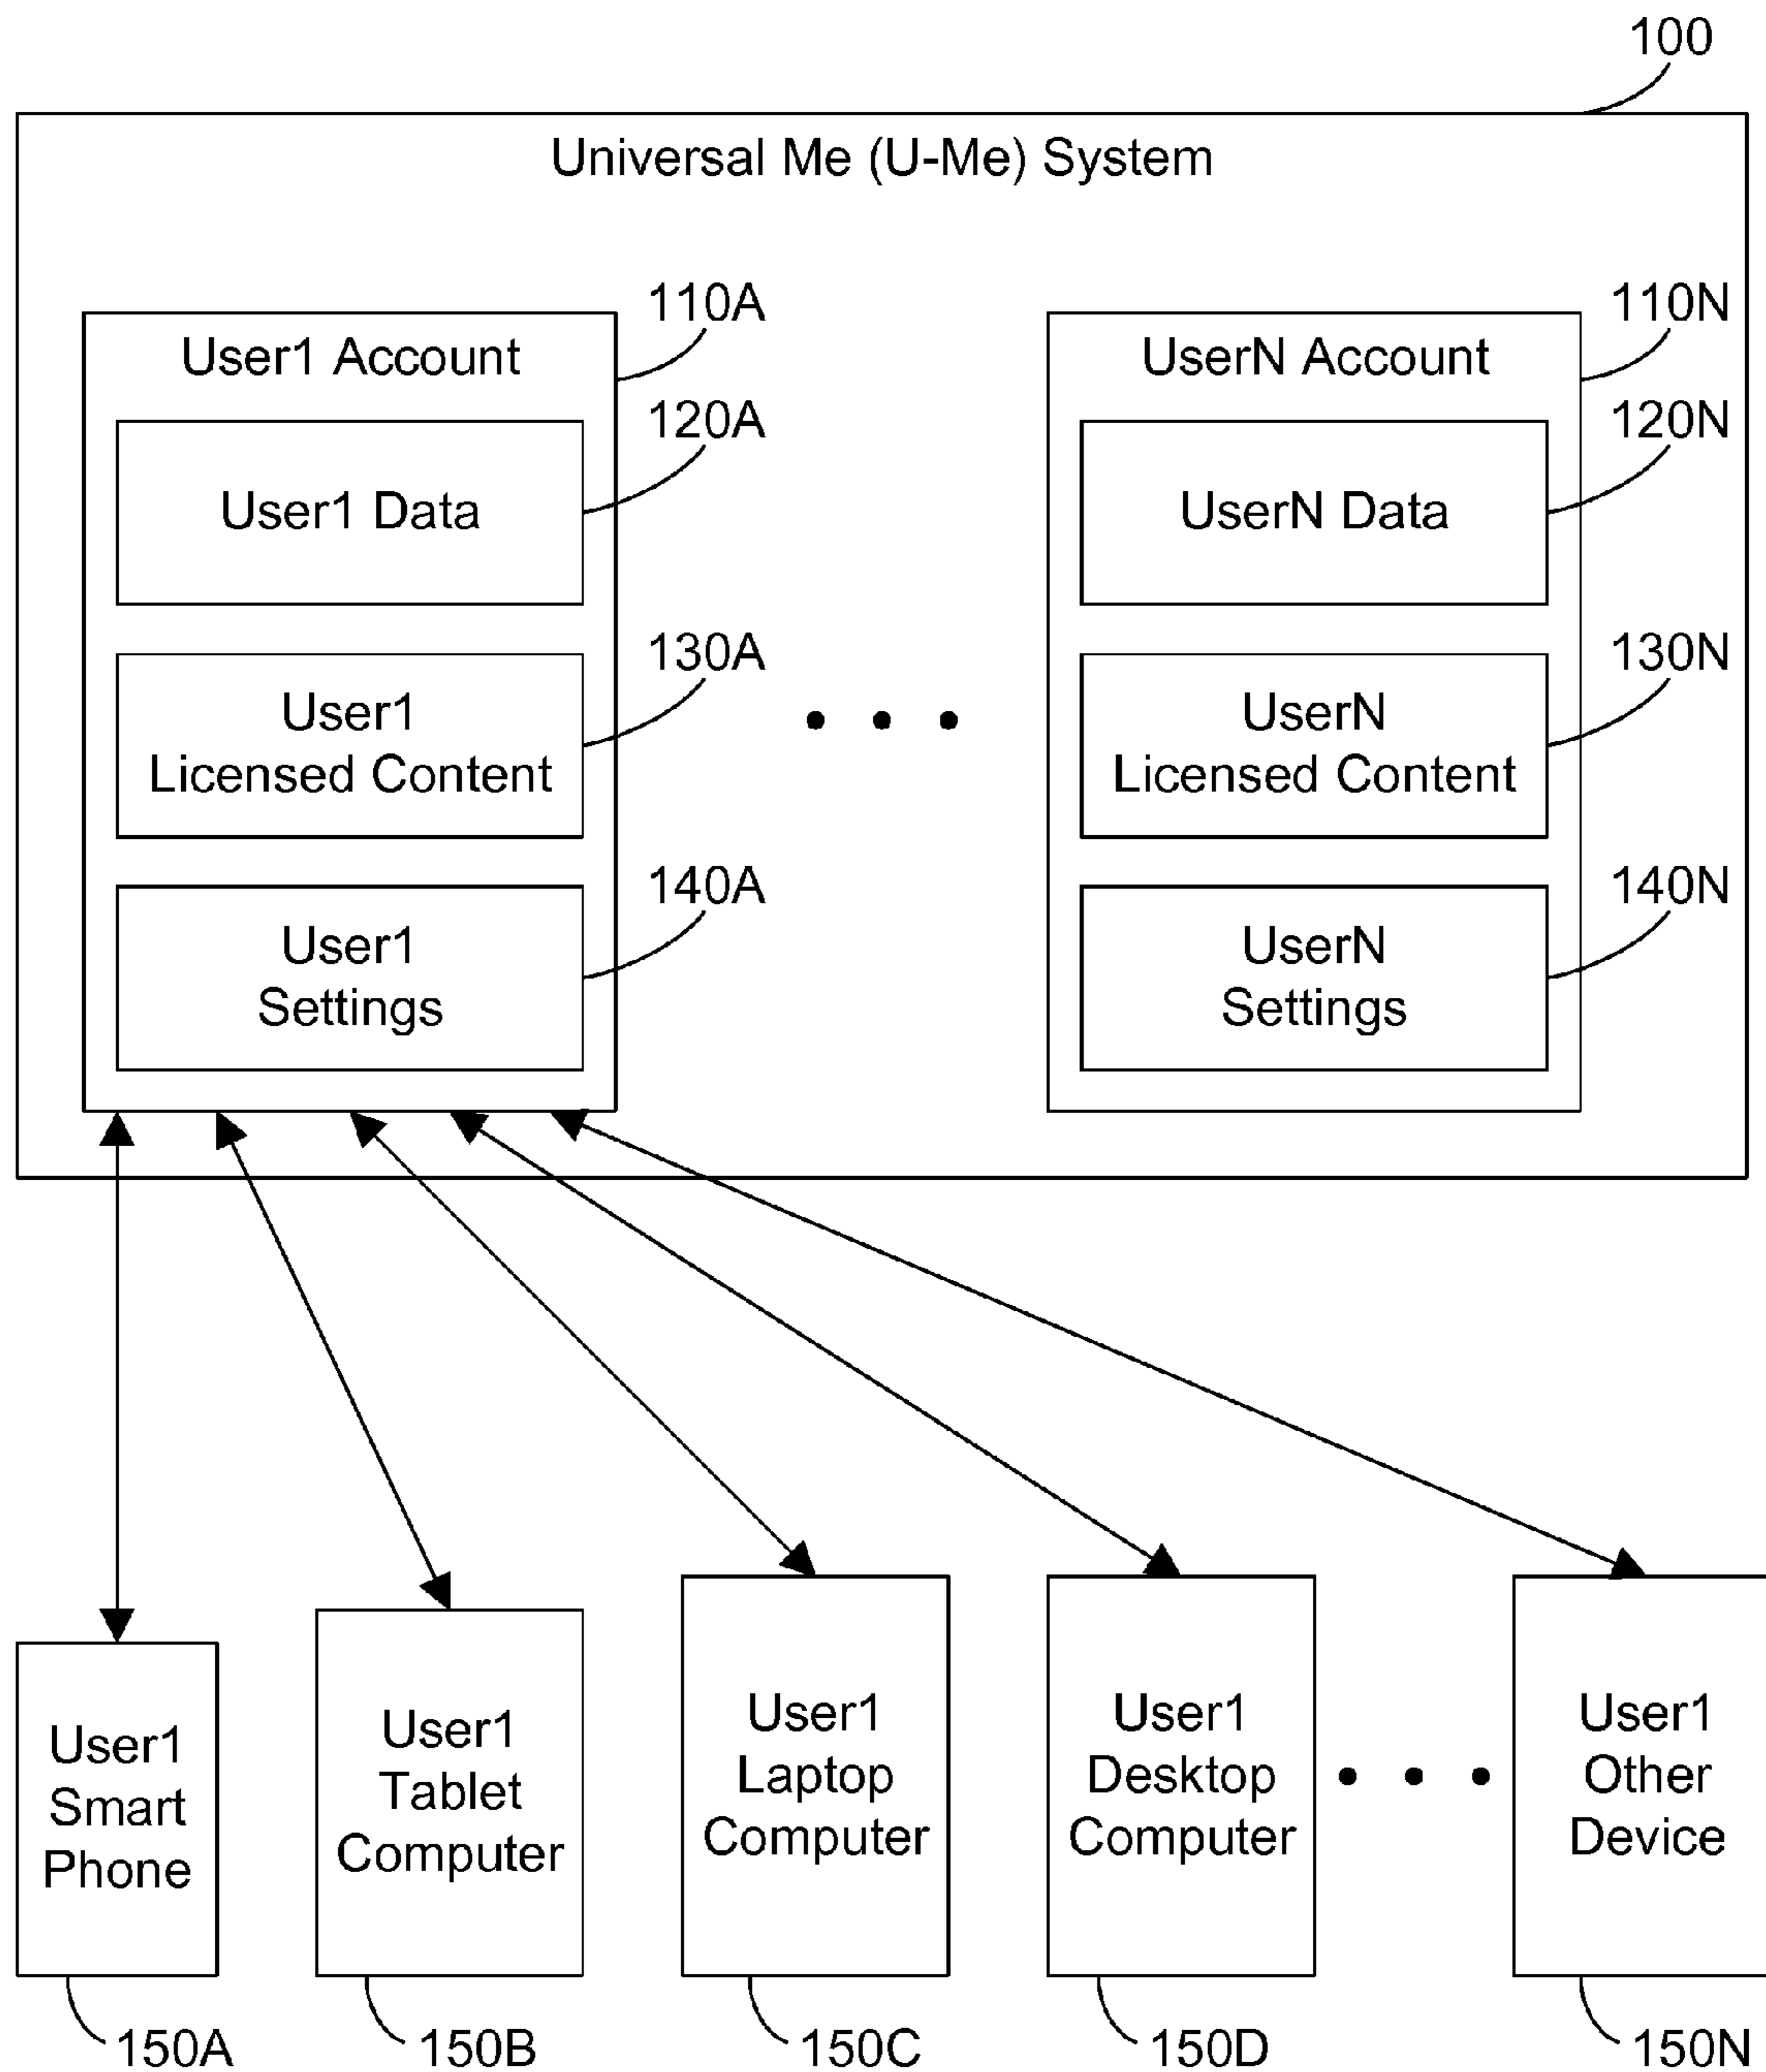 100
Universal Me (U-Me) System
110A
User1 Account
120A
User1 Data
130A
User1
Licensed Content
140A
User1
Settings
110N
UserN Account
120N
UserN Data
130N
UserN
Licensed Content
140N
UserN
Settings
User1
Smart
Phone
150A
User1
Tablet
Computer
150B
User1
Laptop
Computer
150C
User1
Desktop
Computer
150D
User1
Other
Device
150N